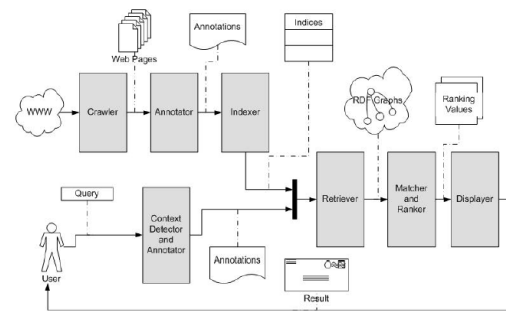 Annotations
Indices
Web Pages
WWW
Crawler
Annotator
Indexer
RDF Graphs
Ranking
Values
Query
Context
Detector
and
Annotator
Retriever
Matcher
and
Ranker
Displayer
User
Annotations
Result